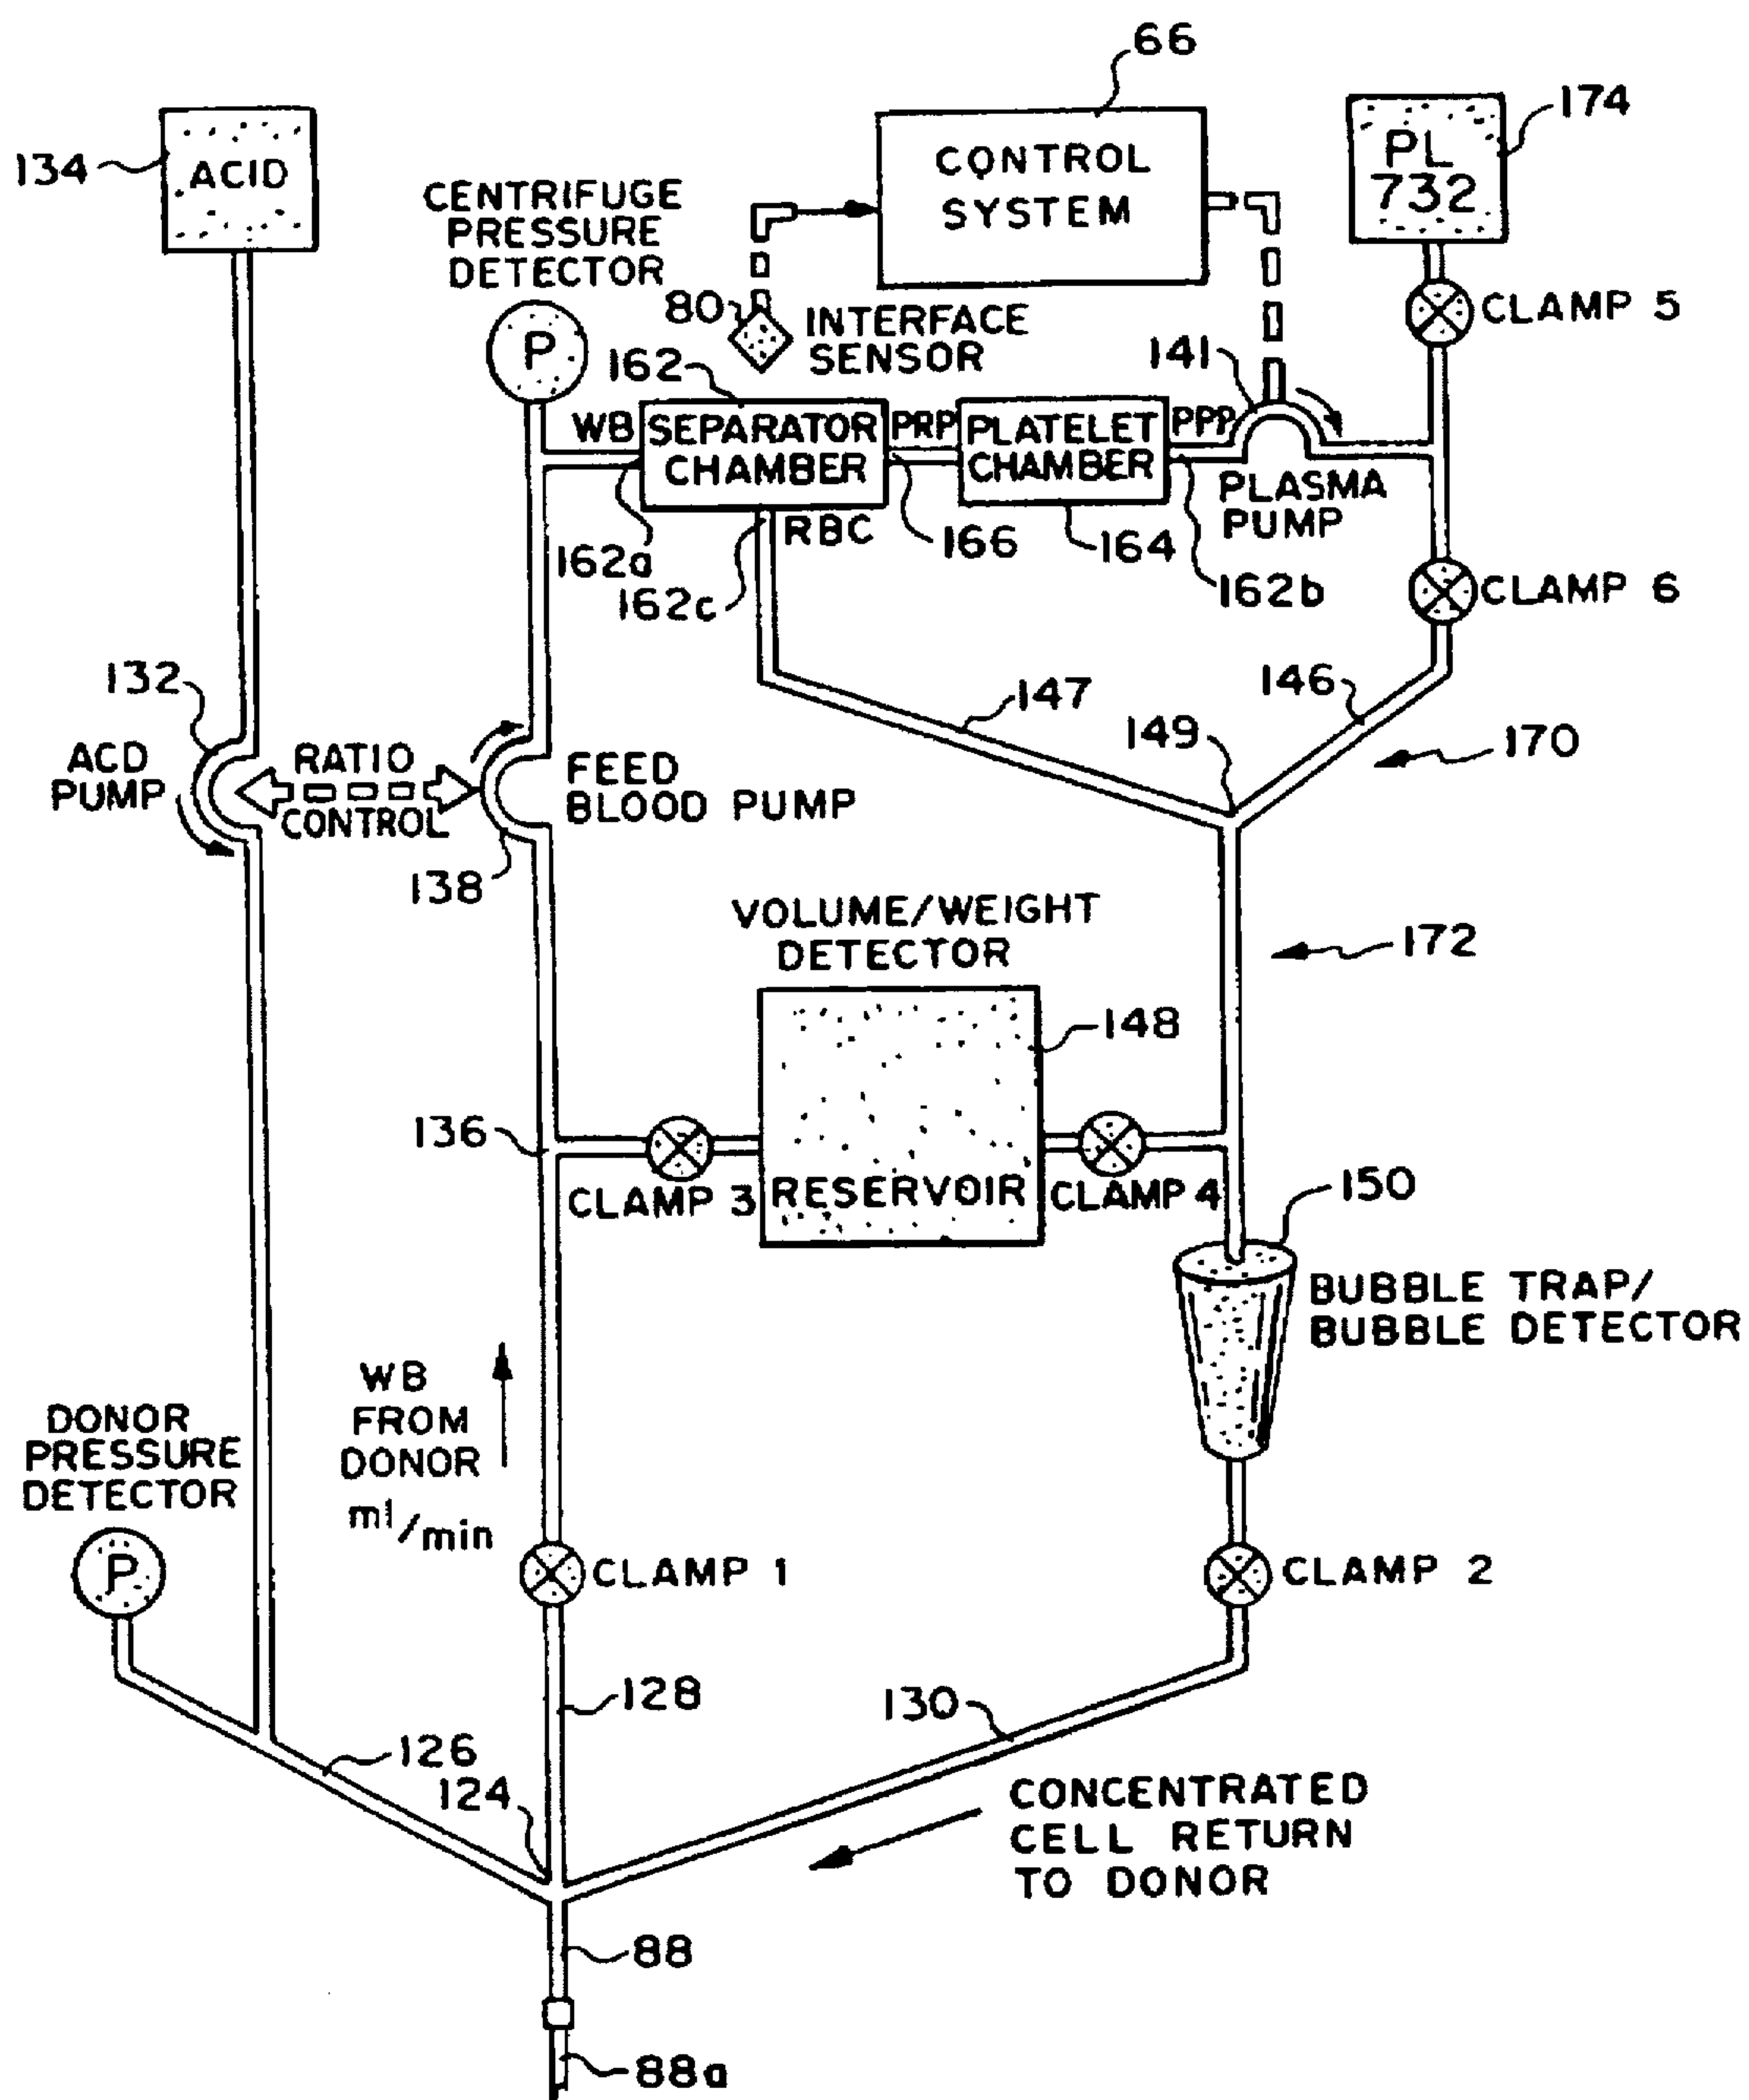 66
134
ACID
CENTRIFUGE
PRESSURE
DETECTOR
P
CONTROL
SYSTEM
PL
732
174
CLAMP 5
80
INTERFACE
SENSOR
141
162
WB
SEPARATOR
CHAMBER
PRP
PLATELET
CHAMBER
PPP
PLASMA
PUMP
RBC
162a
162c
166
164
162b
CLAMP 6
132
ACD
PUMP
RATIO
CONTROL
FEED
BLOOD PUMP
138
147
149
146
170
172
VOLUME/WEIGHT
DETECTOR
148
136
CLAMP 3
RESERVOIR
CLAMP 4
150
BUBBLE TRAP/
BUBBLE DETECTOR
WB
FROM
DONOR
ml/min
DONOR
PRESSURE
DETECTOR
P
CLAMP 1
CLAMP 2
128
130
126
124
CONCENTRATED
CELL RETURN
TO DONOR
88
88a